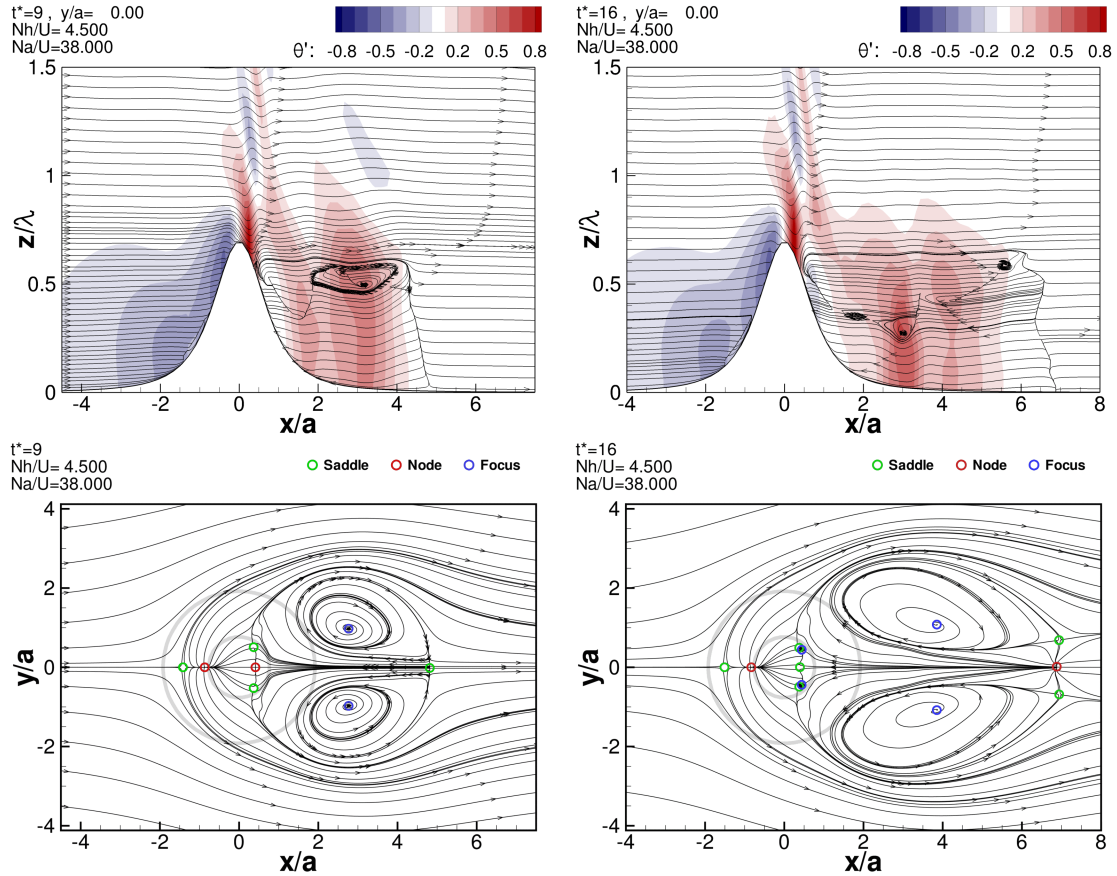 t*=9 , y/a= 0.00
Nh/U= 4.500
Na/U=38.000
θ': -0.8 -0.5 -0.2 0.2 0.5 0.8
1.5
1
0.5
0
z/λ
-4 -2 0 2 4 6
x/a
t*=16 , y/a= 0.00
Nh/U= 4.500
Na/U=38.000
θ': -0.8 -0.5 -0.2 0.2 0.5 0.8
1.5
1
0.5
0
z/λ
-4 -2 0 2 4 6 8
x/a
t*=9
Nh/U= 4.500
Na/U=38.000
Saddle Node Focus
4
2
0
-2
-4
y/a
-4 -2 0 2 4 6
x/a
t*=16
Nh/U= 4.500
Na/U=38.000
Saddle Node Focus
4
2
0
-2
-4
y/a
-4 -2 0 2 4 6 8
x/a